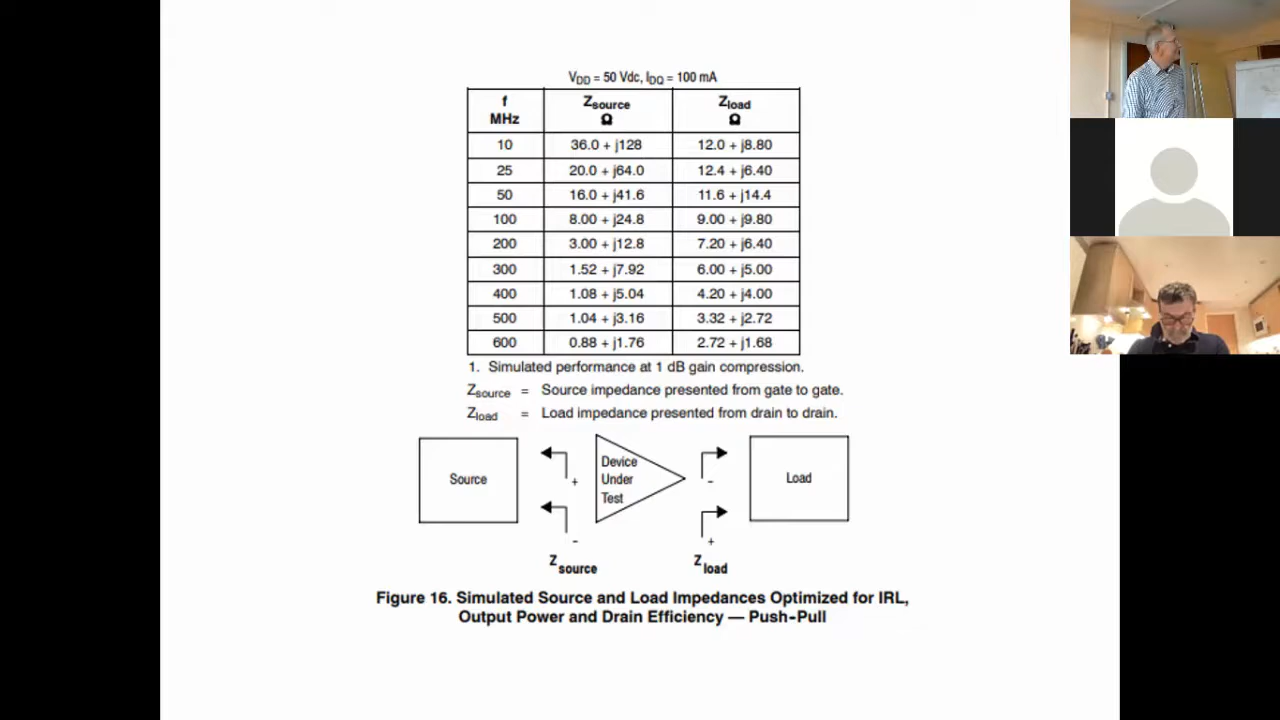 VDD = 50 Vdc, IDQ = 100 mA
f MHz Zsource Ω Zload Ω
10 36.0 + j128 12.0 + j8.80
25 20.0 + j64.0 12.4 + j6.40
50 16.0 + j41.6 11.6 + j14.4
100 8.00 + j24.8 9.00 + j9.80
200 3.00 + j12.8 7.20 + j6.40
300 1.52 + j7.92 6.00 + j5.00
400 1.08 + j5.04 4.20 + j4.00
500 1.04 + j3.16 3.32 + j2.72
600 0.88 + j1.76 2.72 + j1.68
1. Simulated performance at 1 dB gain compression.
Zsource = Source impedance presented from gate to gate.
Zload = Load impedance presented from drain to drain.
Source
+
-
Z source
Device
Under
Test
-
+
Z load
Load
Figure 16. Simulated Source and Load Impedances Optimized for IRL,
Output Power and Drain Efficiency — Push-Pull